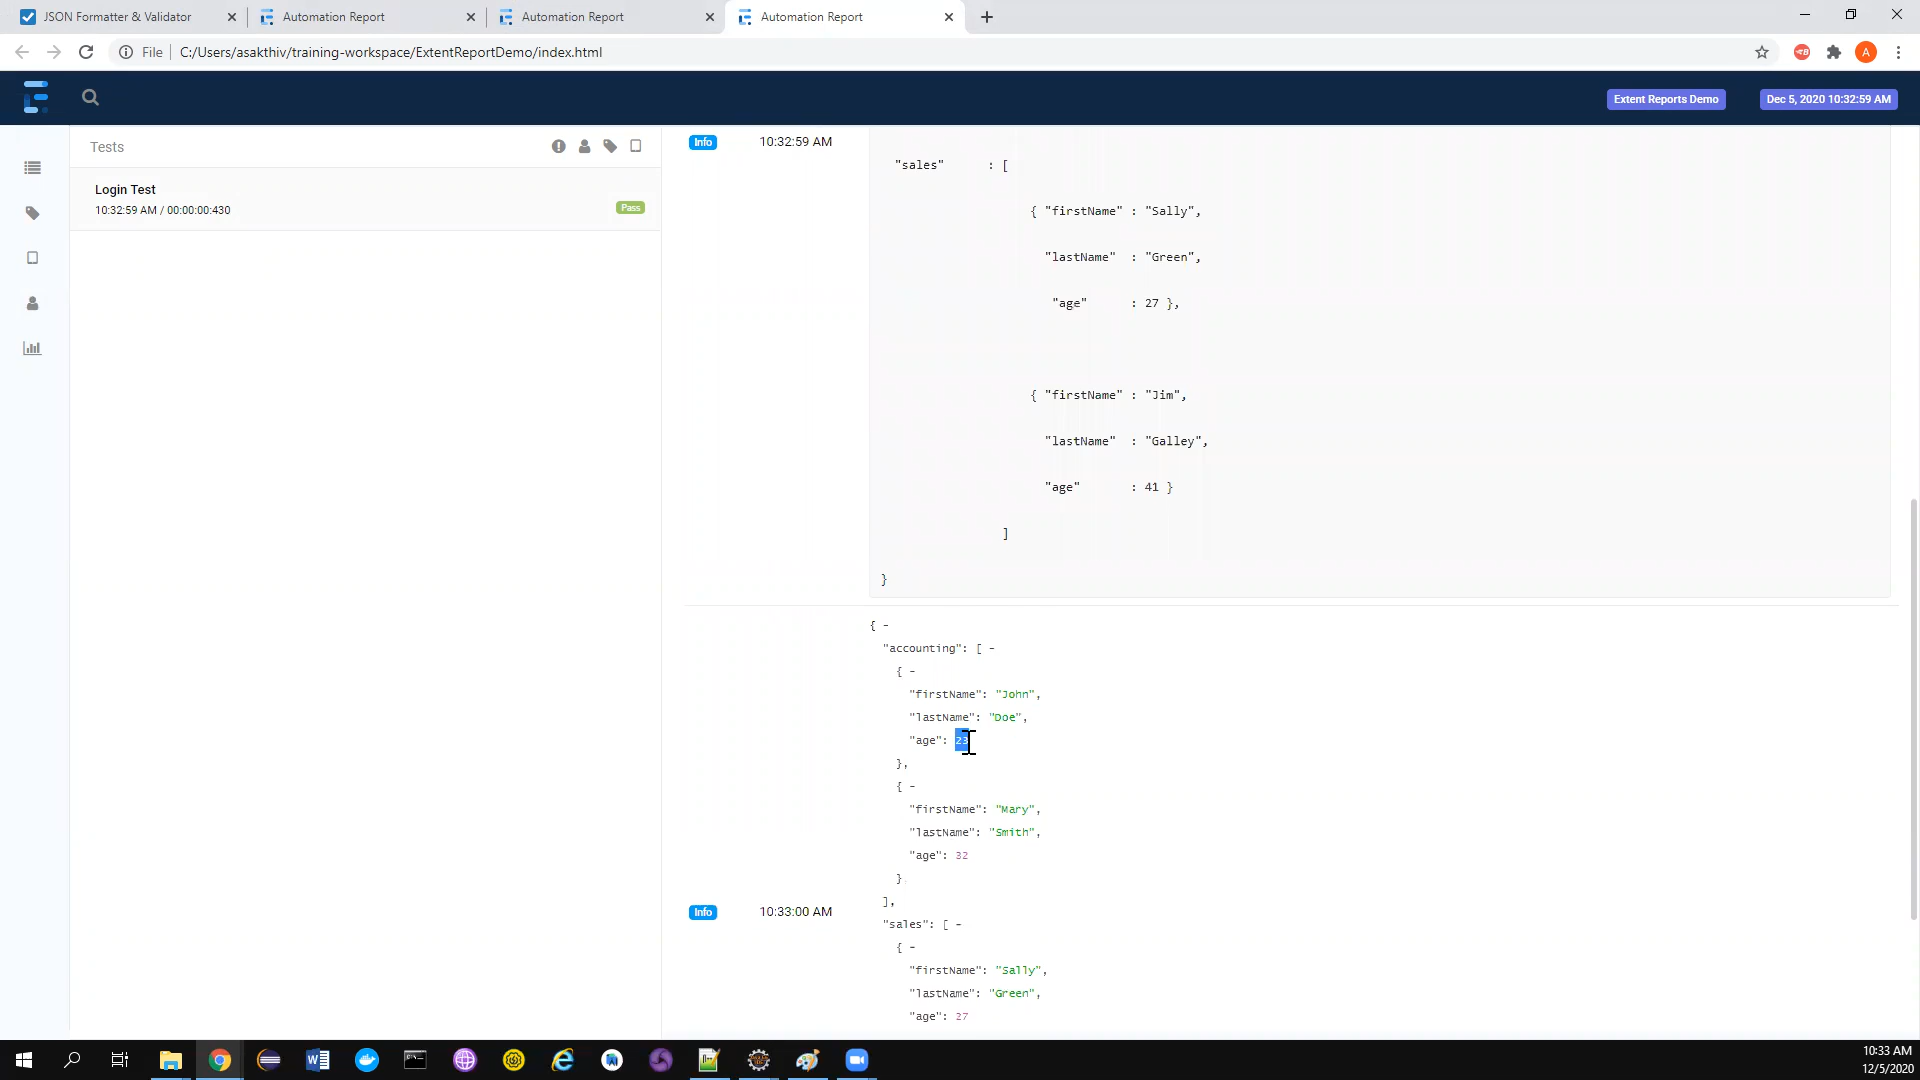 JSON Formatter & Validator
Automation Report
Automation Report
Automation Report
File
C:/Users/asakthiv/training-workspace/ExtentReportDemo/index.html
A
Extent Reports Demo
Dec 5, 2020 10:32:59 AM
Tests
Login Test
10:32:59 AM / 00:00:00:430
Pass
Info
10:32:59 AM
"sales" : [
{ "firstName" : "Sally",
"lastName" : "Green",
"age" : 27 },
{ "firstName" : "Jim",
"lastName" : "Galley",
"age" : 41 }
]
}
Info
10:33:00 AM
{ -
"accounting": [ -
{ -
"firstName": "John",
"lastName": "Doe",
"age": 23
},
{ -
"firstName": "Mary",
"lastName": "Smith",
"age": 32
}
],
"sales": [ -
{ -
"firstName": "Sally",
"lastName": "Green",
"age": 27
10:33 AM
12/5/2020